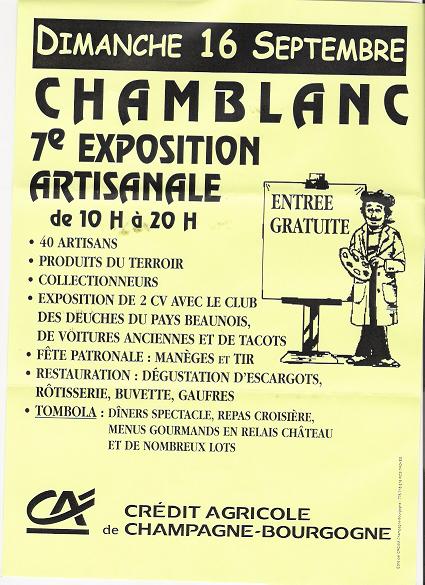 DIMANCHE 16 SEPTEMBRE
CHAMBLANC
7e EXPOSITION
ARTISANALE
de 10 H à 20 H
ENTREE
GRATUITE
• 40 ARTISANS
• PRODUITS DU TERROIR
• COLLECTIONNEURS
• EXPOSITION DE 2 CV AVEC LE CLUB
DES DEUCHES DU PAYS BEAUNOIS,
DE VOITURES ANCIENNES ET DE TACOTS
• FÊTE PATRONALE : MANÈGES ET TIR
• RESTAURATION : DÉGUSTATION D'ESCARGOTS,
RÔTISSERIE, BUVETTE, GAUFRES
• TOMBOLA : DÎNERS SPECTACLE, REPAS CROISIÈRE,
MENUS GOURMANDS EN RELAIS CHÂTEAU
ET DE NOMBREUX LOTS
CA
CRÉDIT AGRICOLE
de CHAMPAGNE-BOURGOGNE